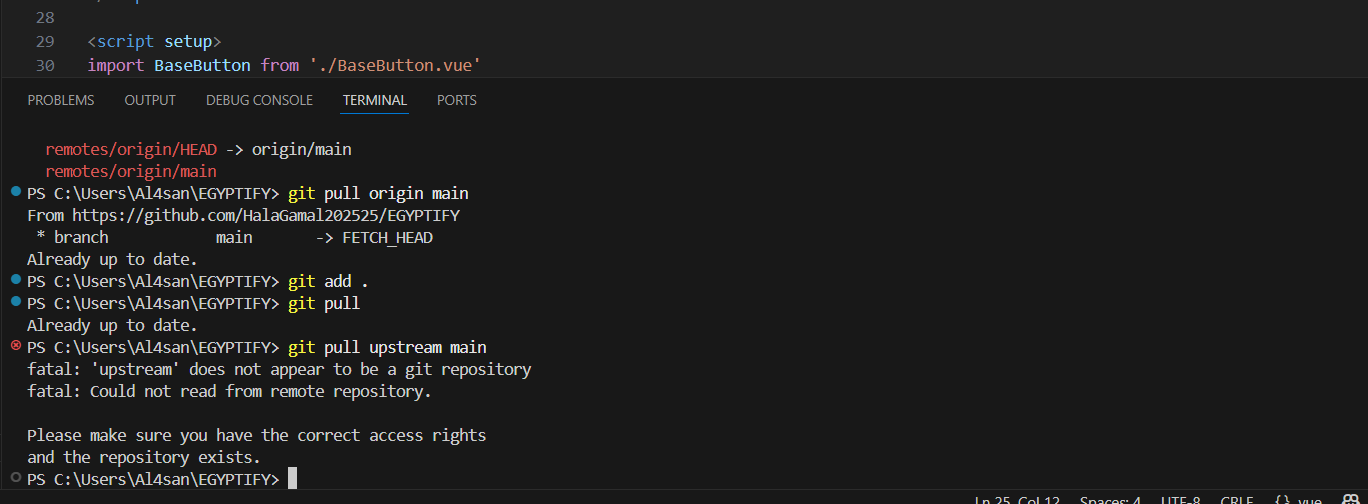 28
29 <script setup>
30 import BaseButton from './BaseButton.vue'
PROBLEMS OUTPUT DEBUG CONSOLE TERMINAL PORTS
remotes/origin/HEAD -> origin/main
remotes/origin/main
PS C:\Users\Al4san\EGYPTIFY> git pull origin main
From https://github.com/HalaGamal202525/EGYPTIFY
* branch main -> FETCH_HEAD
Already up to date.
PS C:\Users\Al4san\EGYPTIFY> git add .
PS C:\Users\Al4san\EGYPTIFY> git pull
Already up to date.
PS C:\Users\Al4san\EGYPTIFY> git pull upstream main
fatal: 'upstream' does not appear to be a git repository
fatal: Could not read from remote repository.
Please make sure you have the correct access rights
and the repository exists.
PS C:\Users\Al4san\EGYPTIFY>
Ln 25, Col 12 Spaces: 4 UTF-8 CRLF {} vue